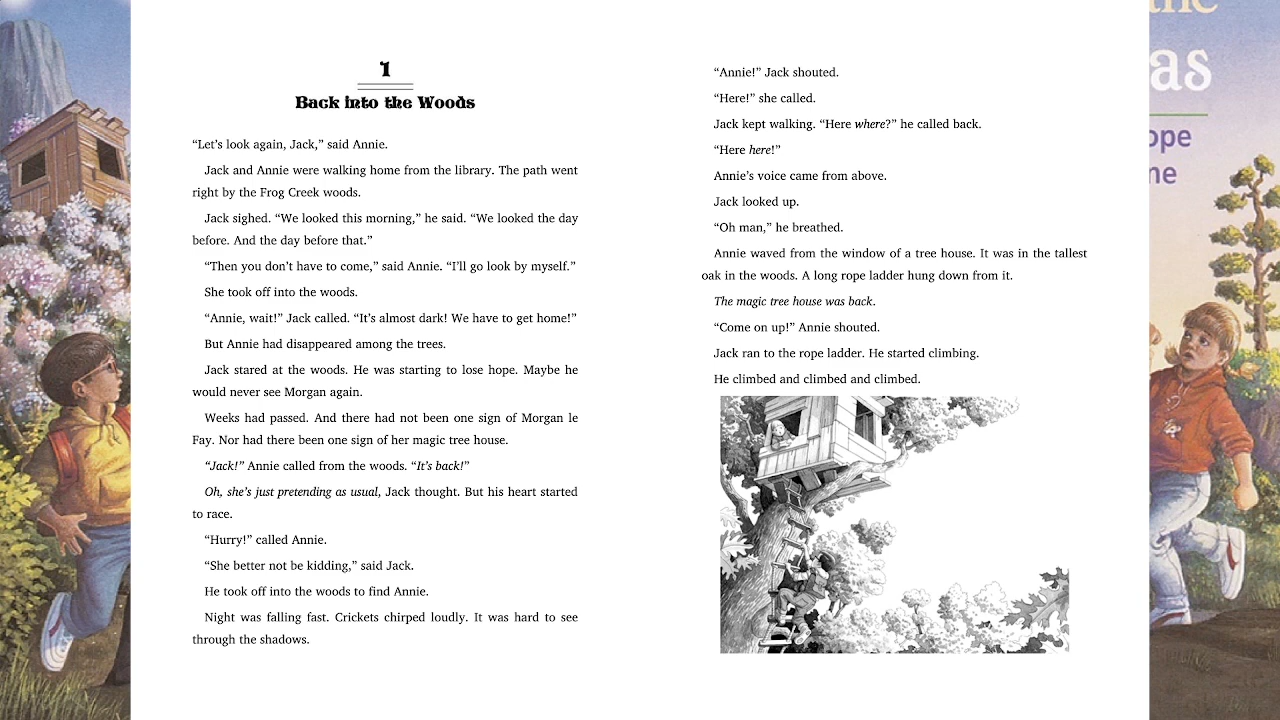 1
Back into the Woods
“Let’s look again, Jack,” said Annie.
Jack and Annie were walking home from the library. The path went
right by the Frog Creek woods.
Jack sighed. “We looked this morning,” he said. “We looked the day
before. And the day before that.”
“Then you don’t have to come,” said Annie. “I’ll go look by myself.”
She took off into the woods.
“Annie, wait!” Jack called. “It’s almost dark! We have to get home!”
But Annie had disappeared among the trees.
Jack stared at the woods. He was starting to lose hope. Maybe he
would never see Morgan again.
Weeks had passed. And there had not been one sign of Morgan le
Fay. Nor had there been one sign of her magic tree house.
“Jack!” Annie called from the woods. “It’s back!”
Oh, she’s just pretending as usual, Jack thought. But his heart started
to race.
“Hurry!” called Annie.
“She better not be kidding,” said Jack.
He took off into the woods to find Annie.
Night was falling fast. Crickets chirped loudly. It was hard to see
through the shadows.
“Annie!” Jack shouted.
“Here!” she called.
Jack kept walking. “Here where?” he called back.
“Here here!”
Annie’s voice came from above.
Jack looked up.
“Oh man,” he breathed.
Annie waved from the window of a tree house. It was in the tallest
oak in the woods. A long rope ladder hung down from it.
The magic tree house was back.
“Come on up!” Annie shouted.
Jack ran to the rope ladder. He started climbing.
He climbed and climbed and climbed.
the
as
ope
ne